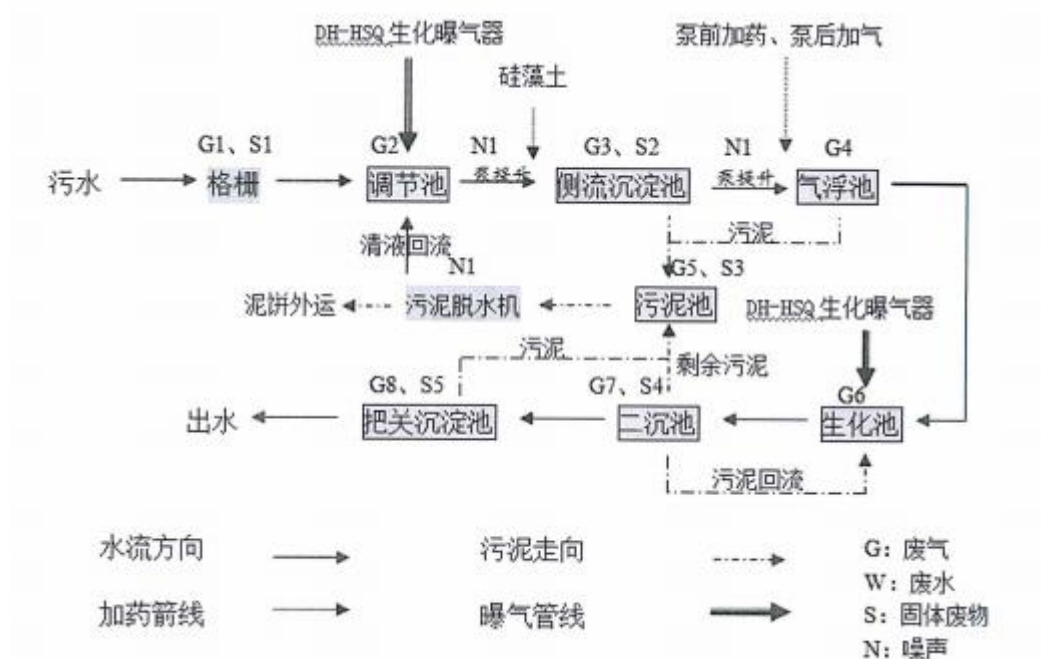 DH-HSQ 生化曝气器
泵前加药、泵后加气
硅藻土
G1、S1
G2
N1
G3、S2
N1
G4
污水
格栅
调节池
泵提升
侧流沉淀池
泵提升
气浮池
清液回流
污泥
N1
G5、S3
泥饼外运
污泥脱水机
污泥池
DH-HSQ 生化曝气器
污泥
剩余污泥
G8、S5
G7、S4
G6
出水
把关沉淀池
二沉池
生化池
污泥回流
水流方向
污泥走向
G：废气
W：废水
加药箭线
曝气管线
S：固体废物
N：噪声